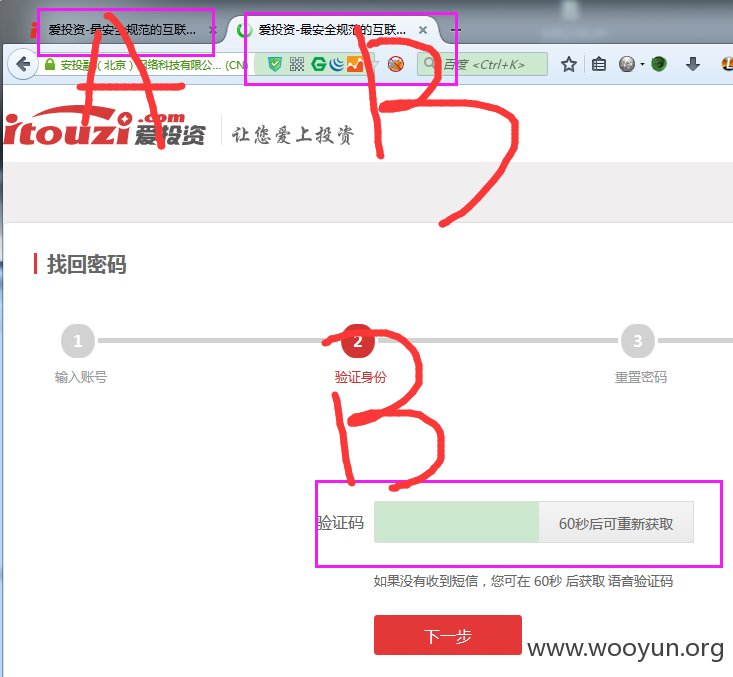 爱投资-最安全规范的互联... × 爱投资-最安全规范的互联... × +
A B
安投融（北京）网络科技有限公... (CN) 百度 <Ctrl+K>
itouzi.com 爱投资 让您爱上投资
找回密码
1 2 3
输入账号 验证身份 重置密码
B
验证码 60秒后可重新获取
如果没有收到短信，您可在 60秒 后获取 语音验证码
下一步
www.wooyun.org